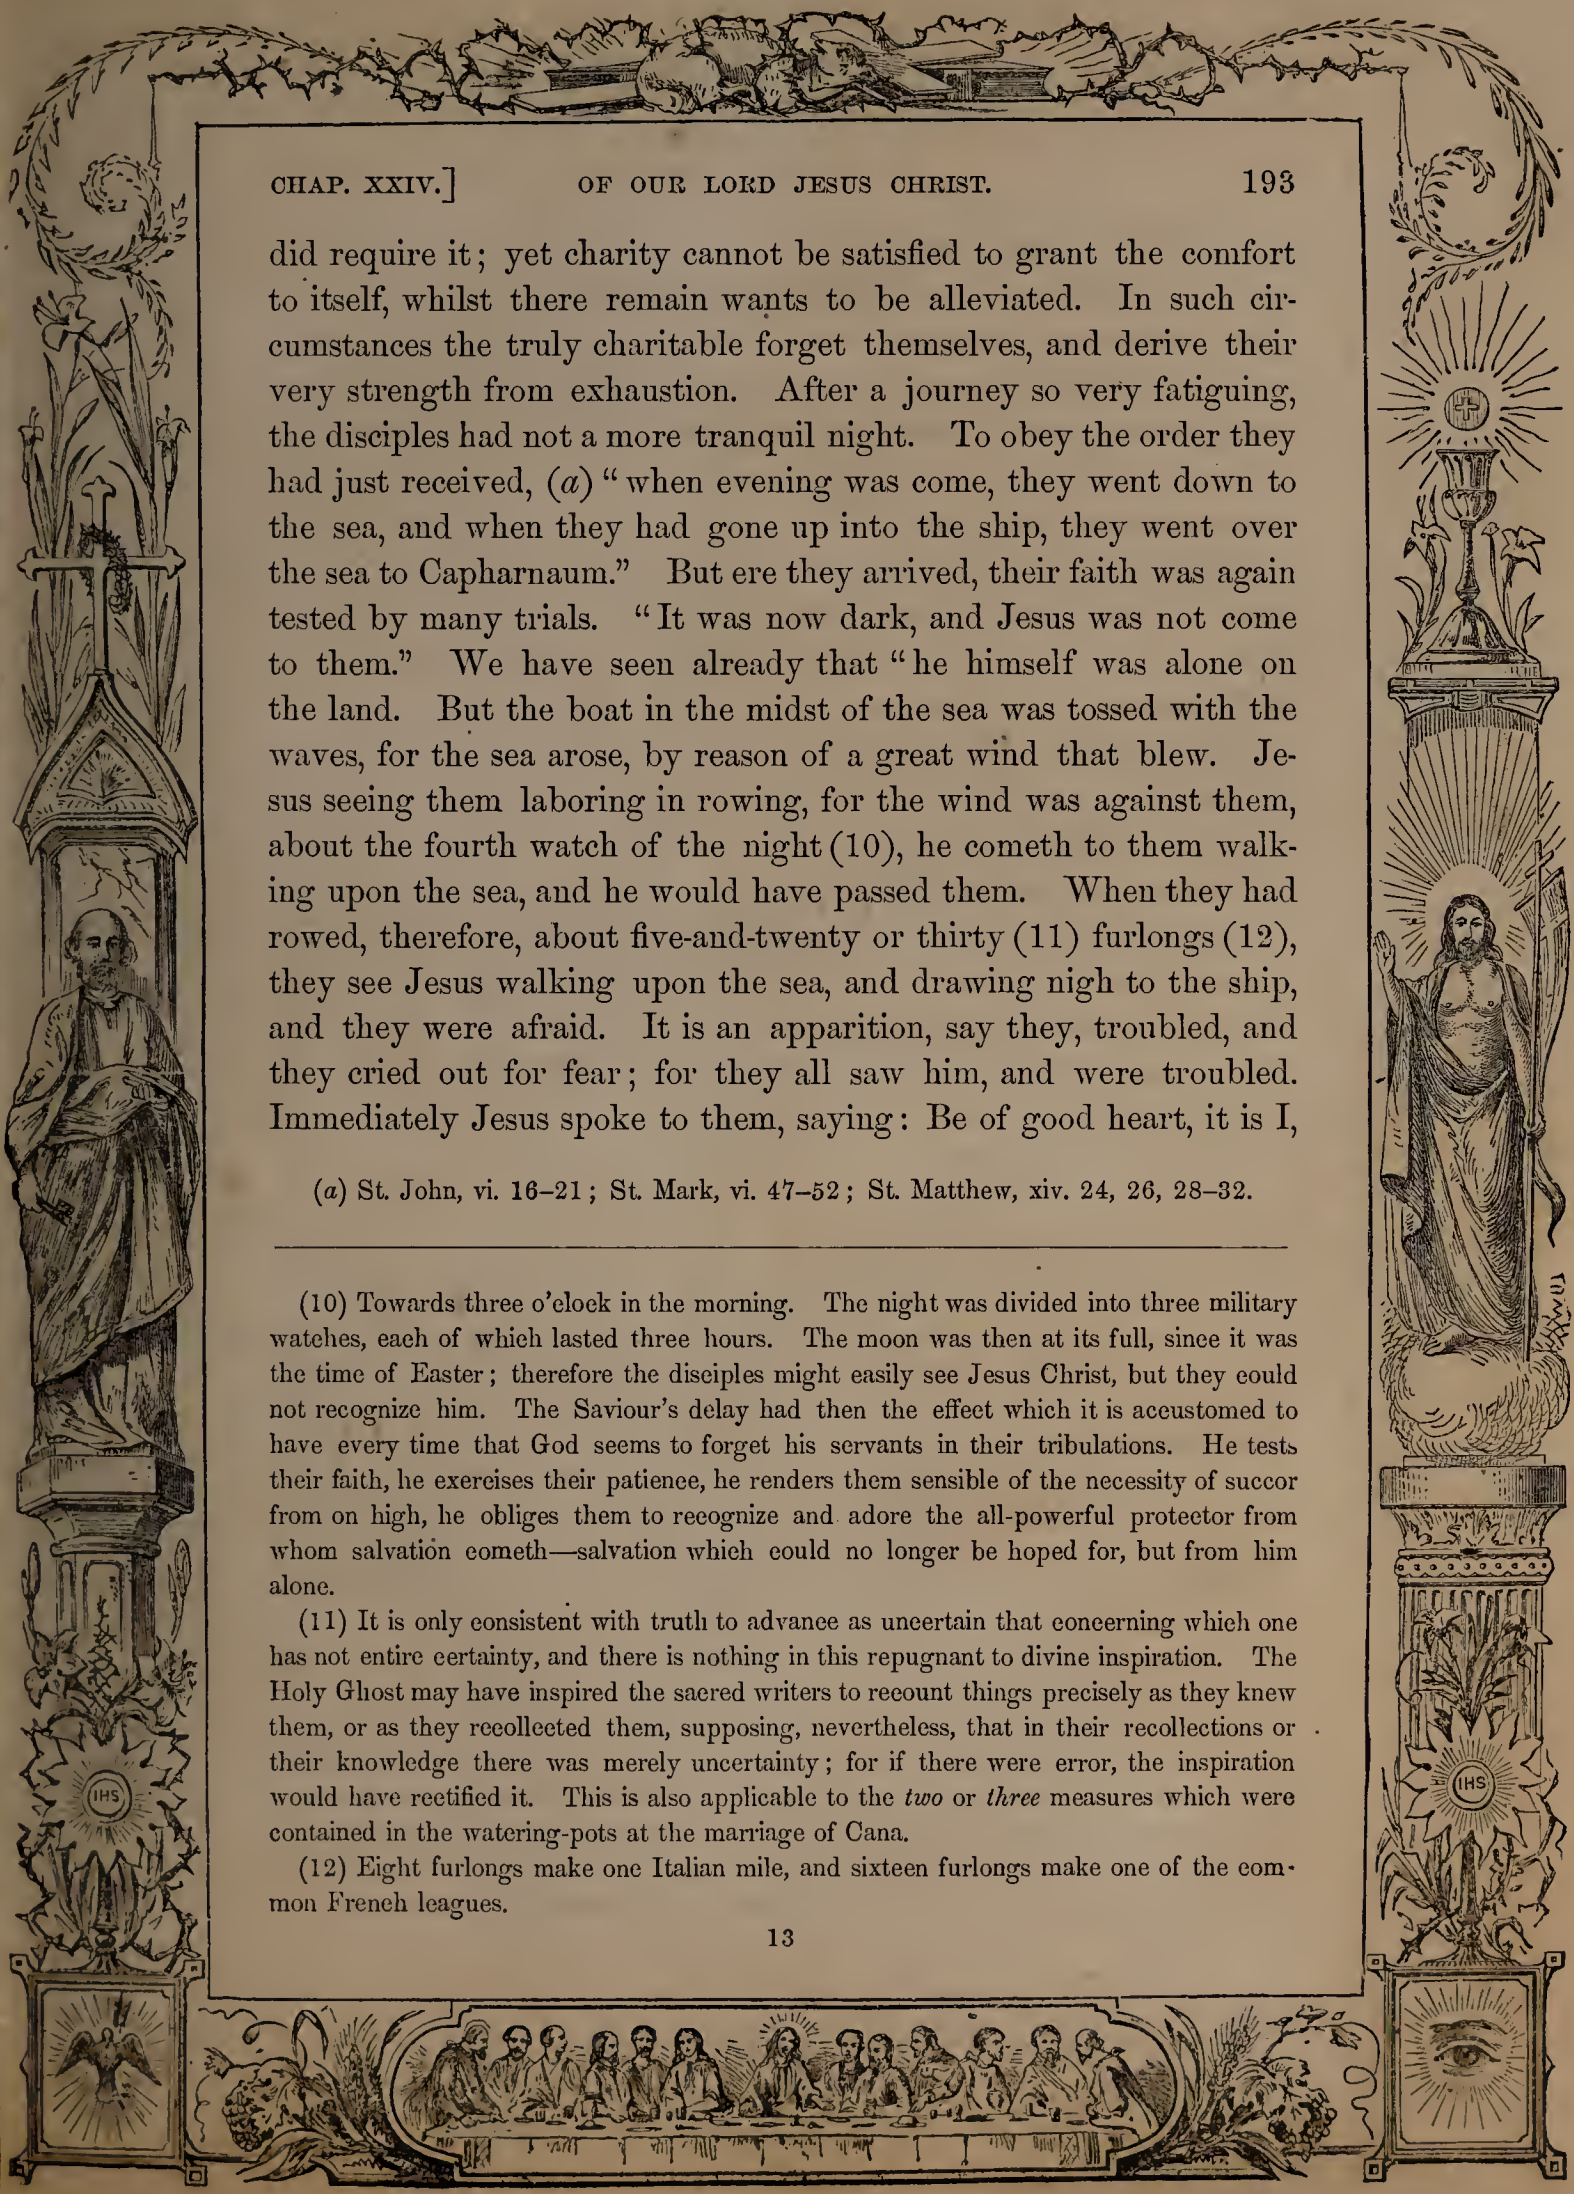 CHAP. XXIV.] OF OUR LORD JESUS CHRIST. 193
did require it; yet charity cannot be satisfied to grant the comfort
to itself, whilst there remain wants to be alleviated. In such cir-
cumstances the truly charitable forget themselves, and derive their
very strength from exhaustion. After a journey so very fatiguing,
the disciples had not a more tranquil night. To obey the order they
had just received, (a) “when evening was come, they went down to
the sea, and when they had gone up into the ship, they went over
the sea to Capharnaum.” But ere they arrived, their faith was again
tested by many trials. “It was now dark, and Jesus was not come
to them.” We have seen already that “he himself was alone on
the land. But the boat in the midst of the sea was tossed with the
waves, for the sea arose, by reason of a great wind that blew. Je-
sus seeing them laboring in rowing, for the wind was against them,
about the fourth watch of the night (10), he cometh to them walk-
ing upon the sea, and he would have passed them. When they had
rowed, therefore, about five-and-twenty or thirty (11) furlongs (12),
they see Jesus walking upon the sea, and drawing nigh to the ship,
and they were afraid. It is an apparition, say they, troubled, and
they cried out for fear; for they all saw him, and were troubled.
Immediately Jesus spoke to them, saying: Be of good heart, it is I,
(a) St. John, vi. 16–21; St. Mark, vi. 47–52; St. Matthew, xiv. 24, 26, 28–32.
(10) Towards three o’clock in the morning. The night was divided into three military
watches, each of which lasted three hours. The moon was then at its full, since it was
the time of Easter; therefore the disciples might easily see Jesus Christ, but they could
not recognize him. The Saviour’s delay had then the effect which it is accustomed to
have every time that God seems to forget his servants in their tribulations. He tests
their faith, he exercises their patience, he renders them sensible of the necessity of succor
from on high, he obliges them to recognize and adore the all-powerful protector from
whom salvation cometh—salvation which could no longer be hoped for, but from him
alone.
(11) It is only consistent with truth to advance as uncertain that concerning which one
has not entire certainty, and there is nothing in this repugnant to divine inspiration. The
Holy Ghost may have inspired the sacred writers to recount things precisely as they knew
them, or as they recollected them, supposing, nevertheless, that in their recollections or
their knowledge there was merely uncertainty; for if there were error, the inspiration
would have rectified it. This is also applicable to the two or three measures which were
contained in the watering-pots at the marriage of Cana.
(12) Eight furlongs make one Italian mile, and sixteen furlongs make one of the com-
mon French leagues.
13
IHS
IHS